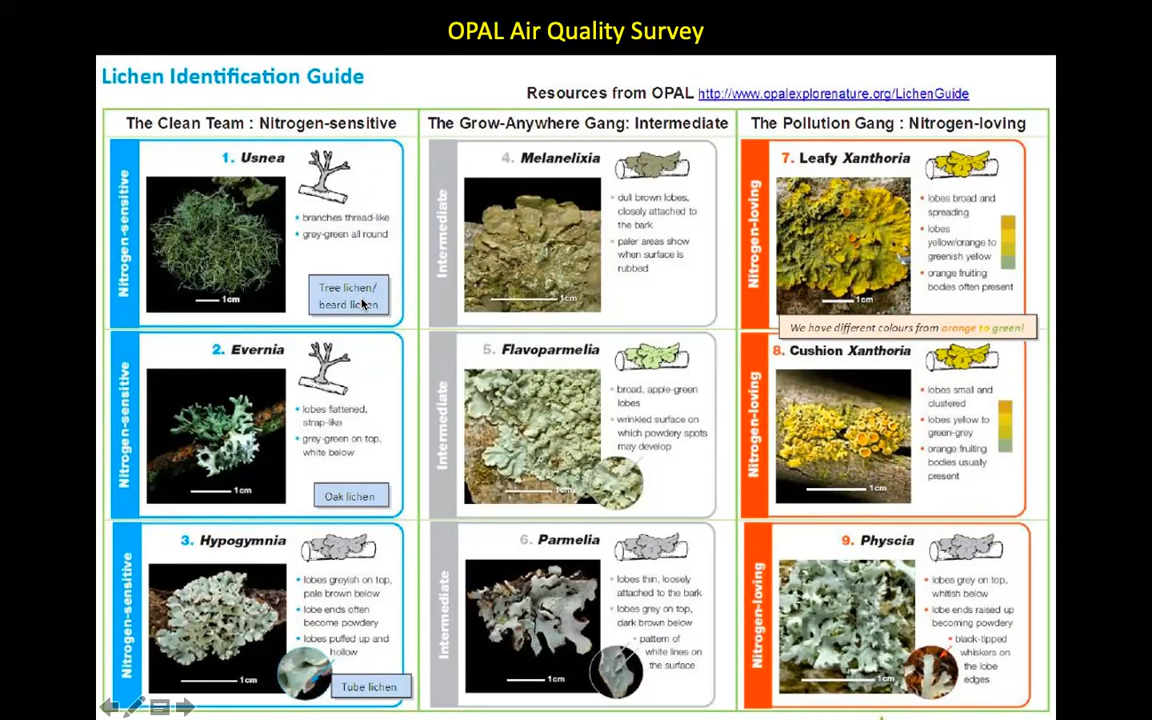 OPAL Air Quality Survey
Lichen Identification Guide
Resources from OPAL http://www.opalexplorenature.org/LichenGuide
The Clean Team : Nitrogen-sensitive
The Grow-Anywhere Gang: Intermediate
The Pollution Gang : Nitrogen-loving
Nitrogen-sensitive
1. Usnea
branches thread-like
grey-green all round
Tree lichen/
beard lichen
1cm
Intermediate
4. Melanelixia
dull brown lobes,
closely attached to
the bark
paler areas show
when surface is
rubbed
1cm
Nitrogen-loving
7. Leafy Xanthoria
lobes broad and
spreading
lobes
yellow/orange to
greenish yellow
orange fruiting
bodies often present
1cm
We have different colours from orange to green!
Nitrogen-sensitive
2. Evernia
lobes flattened,
strap-like
grey-green on top,
white below
1cm
Oak lichen
Intermediate
5. Flavoparmelia
broad, apple-green
lobes
wrinkled surface on
which powdery spots
may develop
1cm
Nitrogen-loving
8. Cushion Xanthoria
lobes small and
clustered
lobes yellow to
green-grey
orange fruiting
bodies usually
present
1cm
Nitrogen-sensitive
3. Hypogymnia
lobes greyish on top,
pale brown below
lobe ends often
become powdery
lobes puffed up and
hollow
1cm
Tube lichen
Intermediate
6. Parmelia
lobes thin, loosely
attached to the bark
lobes grey on top,
dark brown below
pattern of
white lines on
the surface
1cm
Nitrogen-loving
9. Physcia
lobes grey on top,
whitish below
lobe ends raised up
becoming powdery
black-tipped
whiskers on
the lobe
edges
1cm